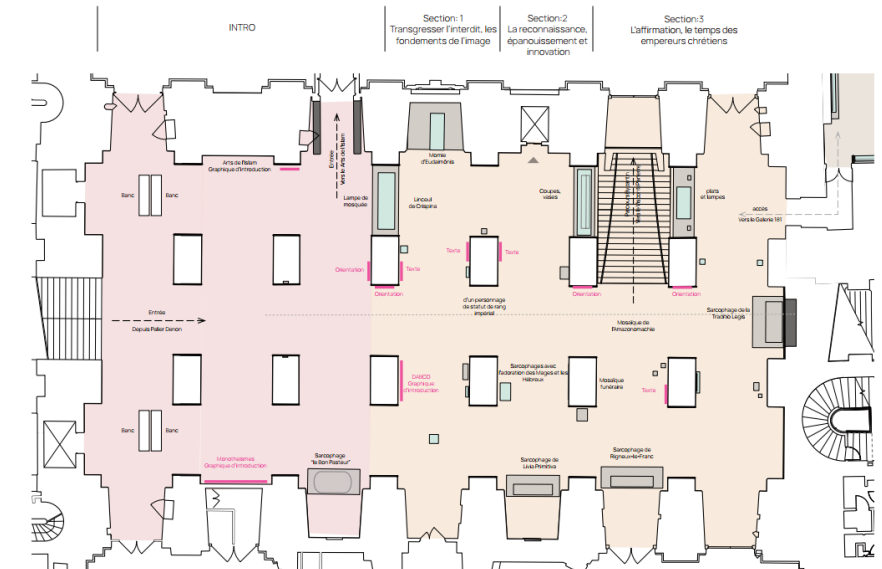 INTRO
Section: 1
Transgresser l'interdit, les
fondements de l'image
Section:2
La reconnaissance,
épanouissement et
innovation
Section:3
L'affirmation, le temps des
empereurs chrétiens
Arts de l'Islam
Graphique d'introduction
Entrée
Vers le Arts de l'Islam
Momie
d'Eudaimônis
Banc
Banc
Lampe de
mosquée
Linceul
de Crispina
Coupes,
vases
plats
et lampes
accès
Vers le Galerie 181
Texte
Texte
Orientation
Texte
Orientation
Orientation
Orientation
d'un personnage
de statut de rang
impérial
Entrée
Depuis Palier Denon
Mosaïque de
l'Amazonomachie
Sarcophage de la
Traditio Legis
Sarcophages avec
l'adoration des Mages et les
Hébreux
Mosaïque
funéraire
Texte
Graphique
d'introduction
Banc
Banc
Monothéismes
Graphique d'introduction
Sarcophage
"le Bon Pasteur"
Sarcophage de
Livia Primitiva
Sarcophage de
Rigneux-le-Franc